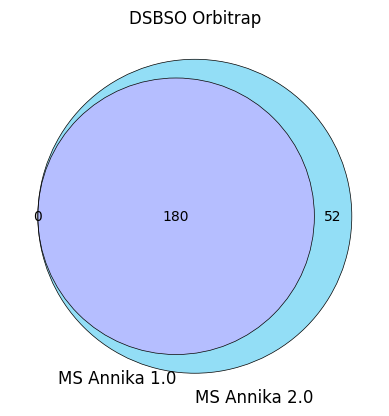 DSBSO Orbitrap
0
180
52
MS Annika 1.0
MS Annika 2.0